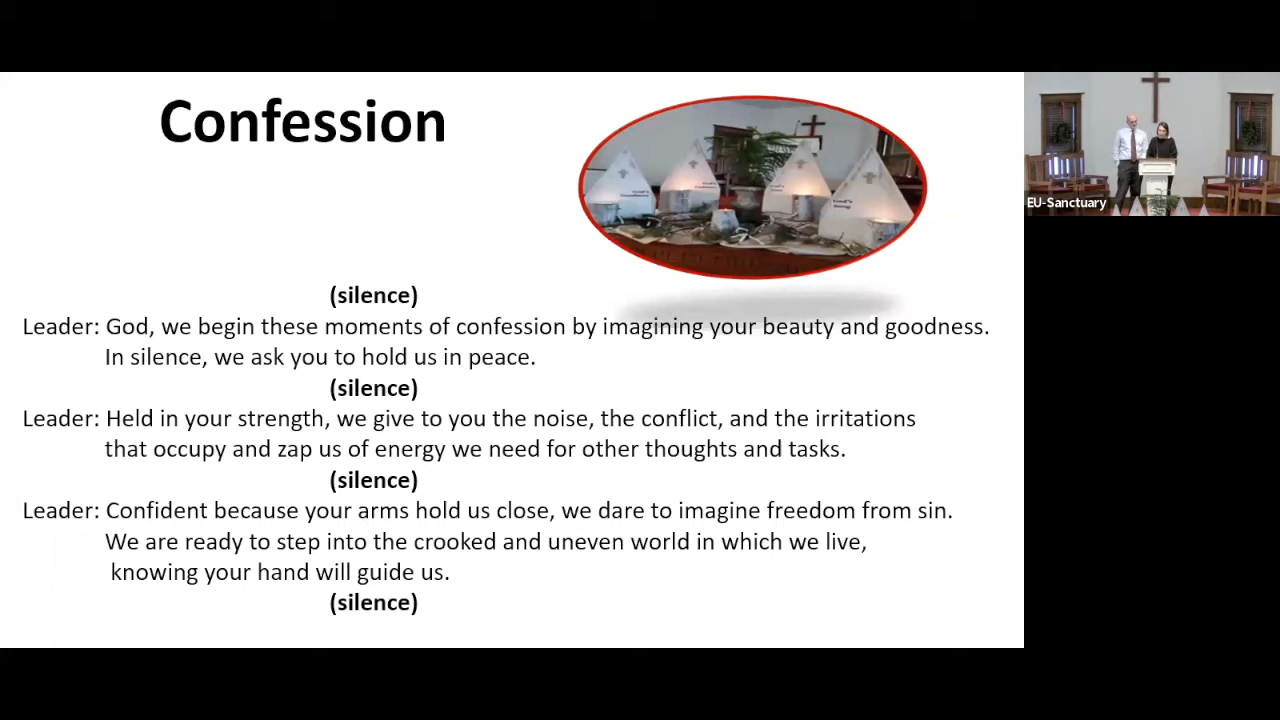 Confession
EU-Sanctuary
(silence)
Leader: God, we begin these moments of confession by imagining your beauty and goodness.
In silence, we ask you to hold us in peace.
(silence)
Leader: Held in your strength, we give to you the noise, the conflict, and the irritations
that occupy and zap us of energy we need for other thoughts and tasks.
(silence)
Leader: Confident because your arms hold us close, we dare to imagine freedom from sin.
We are ready to step into the crooked and uneven world in which we live,
knowing your hand will guide us.
(silence)